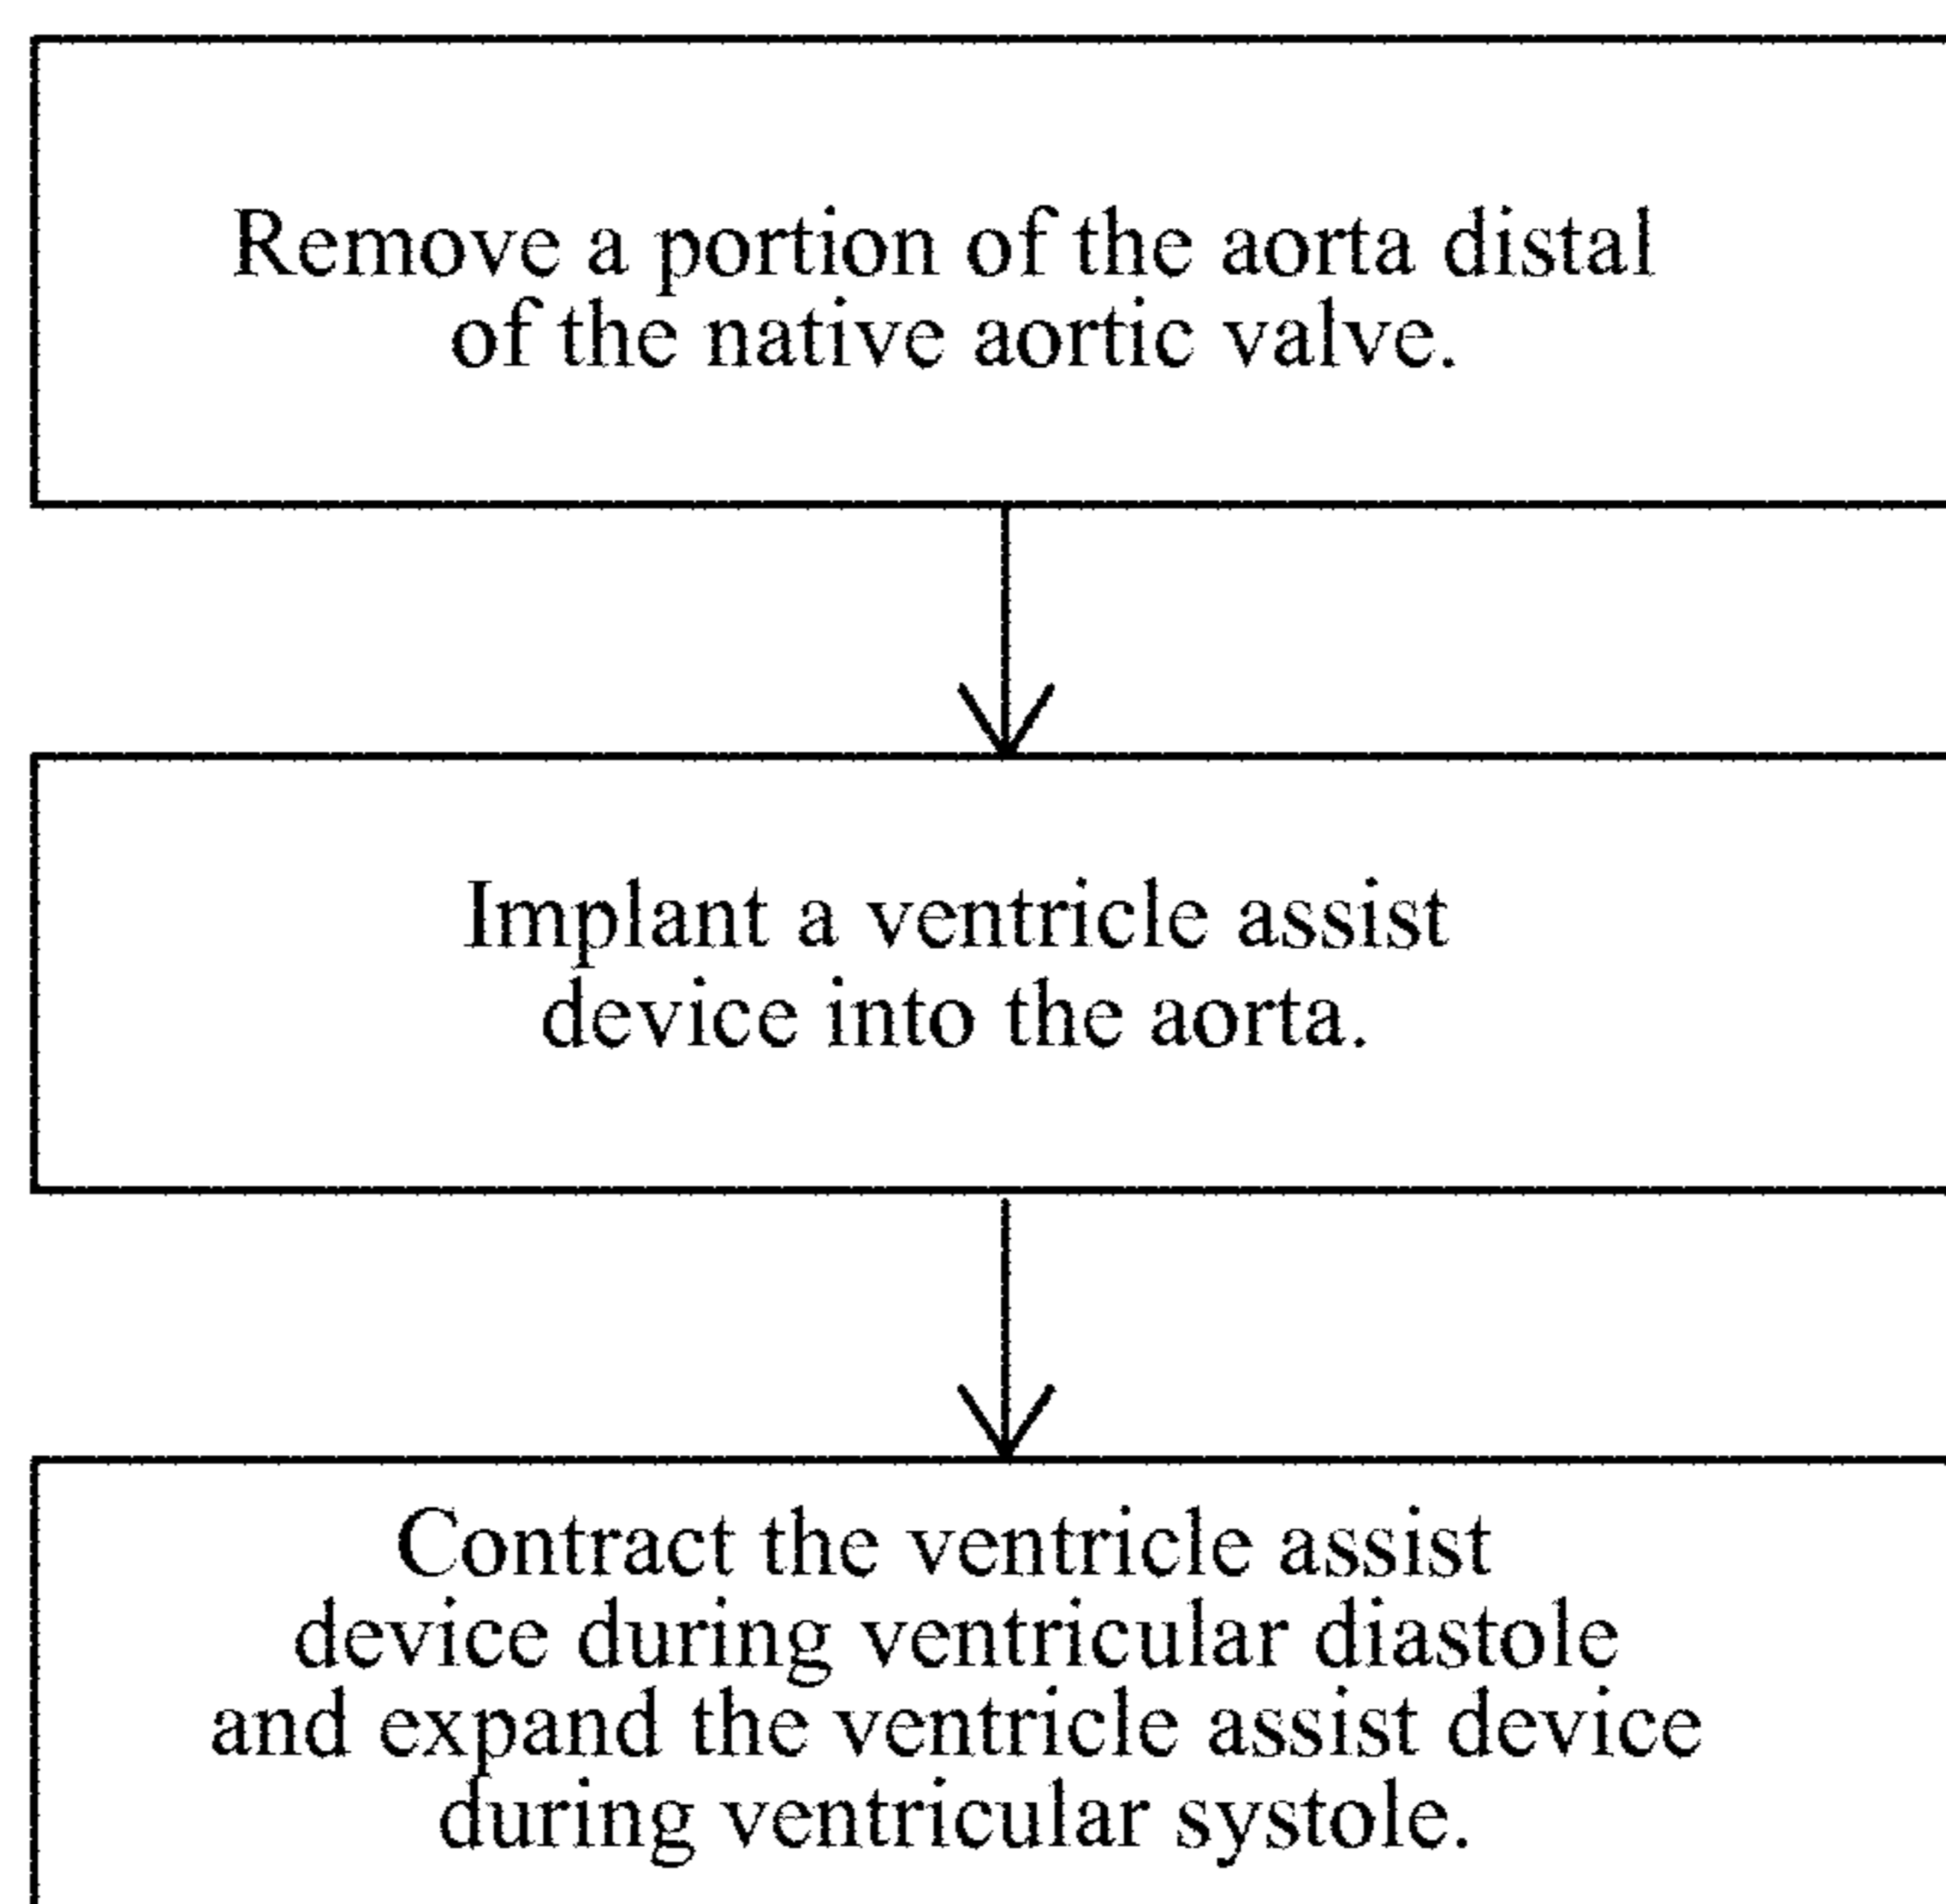 Remove a portion of the aorta distal
of the native aortic valve.
Implant a ventricle assist
device into the aorta.
Contract the ventricle assist
device during ventricular diastole
and expand the ventricle assist device
during ventricular systole.